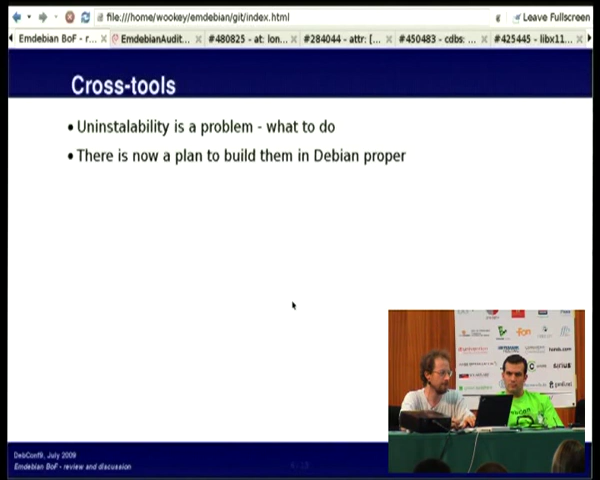 file:///home/wookey/emdebian/git/index.html
Leave Fullscreen
Emdebian BoF - r...
EmdebianAudit...
#480825 - at: lon...
#284044 - attr: [...
#450483 - cdbs: ...
#425445 - libx11...
Cross-tools
• Uninstalability is a problem - what to do
• There is now a plan to build them in Debian proper
fon
DebConf9, July 2009
Emdebian BoF - review and discussion